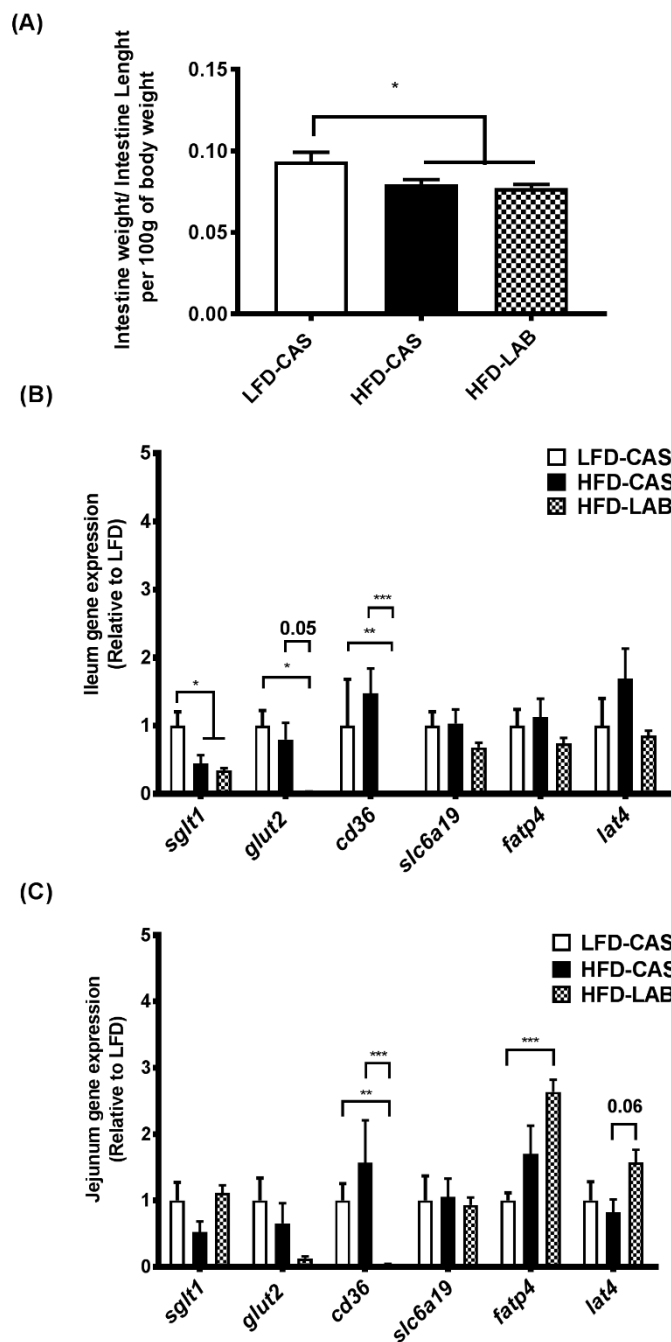 (A)
Intestine weight/ Intestine Lenght
per 100g of body weight
0.15
0.10
0.05
0.00
*
LFD-CAS
HFD-CAS
HFD-LAB
(B)
Ileum gene expression
(Relative to LFD)
5
4
3
2
1
0
LFD-CAS
HFD-CAS
HFD-LAB
*
0.05
*
***
**
sglt1
glut2
cd36
slc6a19
fatp4
lat4
(C)
Jejunum gene expression
(Relative to LFD)
5
4
3
2
1
0
LFD-CAS
HFD-CAS
HFD-LAB
***
**
***
0.06
sglt1
glut2
cd36
slc6a19
fatp4
lat4